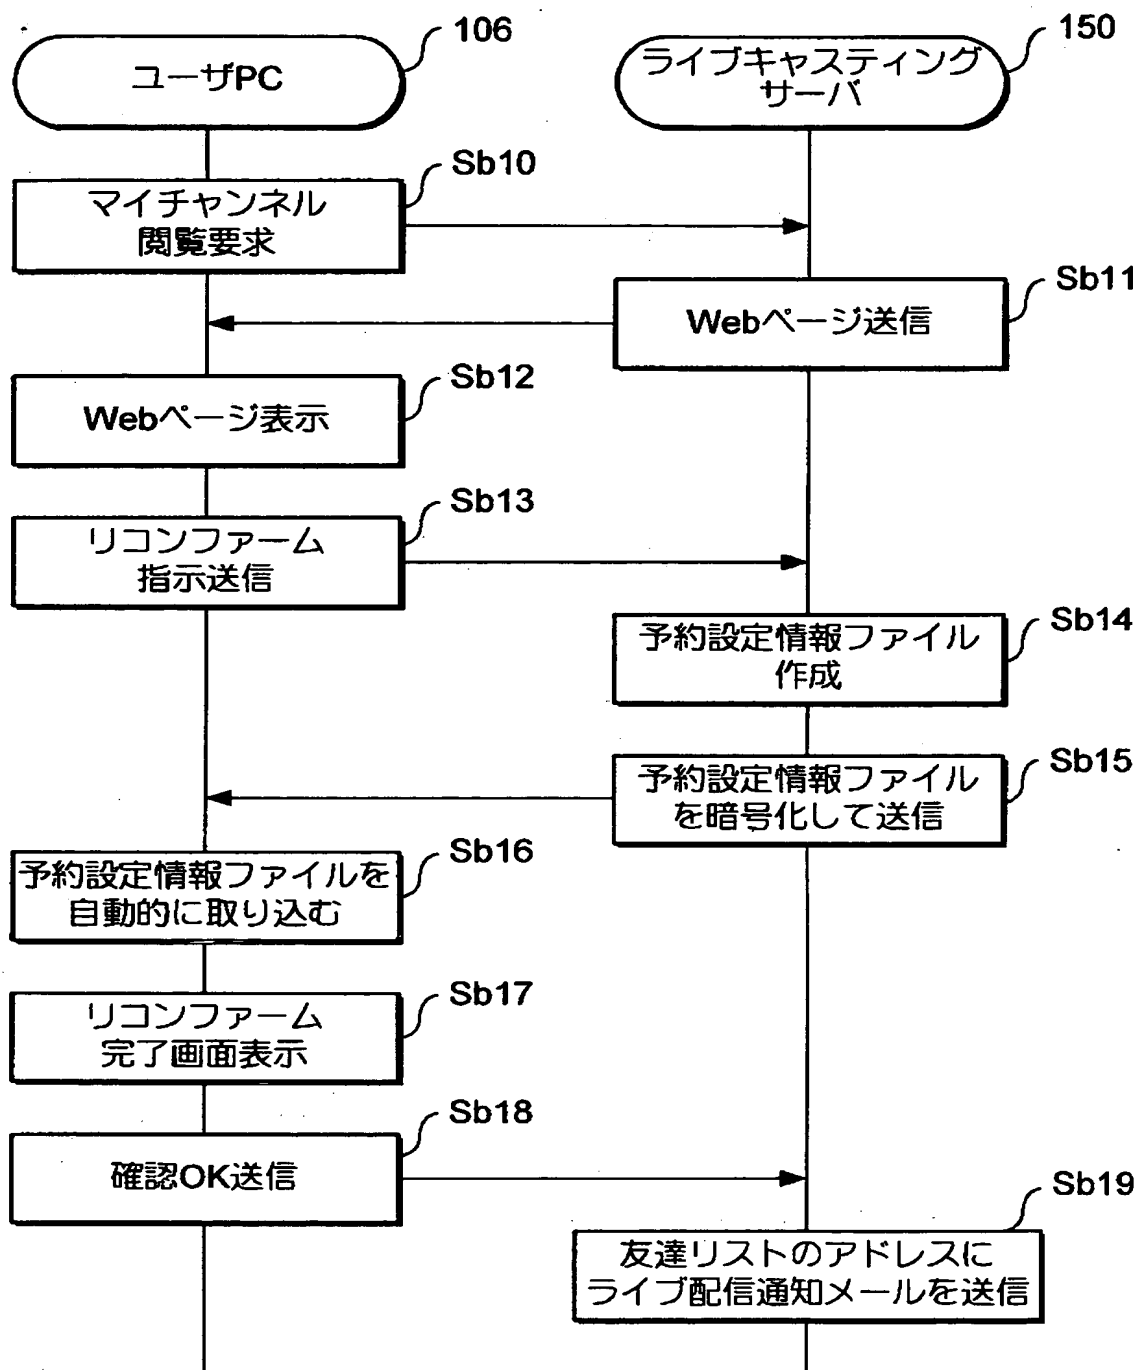 106
ユーザPC
150
ライブキャスティング
サーバ
Sb10
マイチャンネル
閲覧要求
Sb11
Webページ送信
Sb12
Webページ表示
Sb13
リコンファーム
指示送信
Sb14
予約設定情報ファイル
作成
Sb15
予約設定情報ファイル
を暗号化して送信
Sb16
予約設定情報ファイルを
自動的に取り込む
Sb17
リコンファーム
完了画面表示
Sb18
確認OK送信
Sb19
友達リストのアドレスに
ライブ配信通知メールを送信